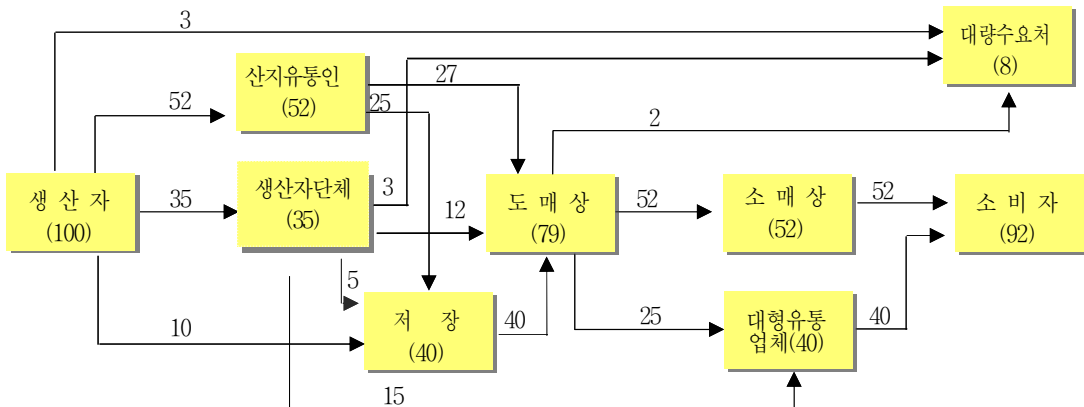 3
대량수요처
(8)
산지유통인
(52)
27
25
52
2
생 산 자
(100)
35
생산자단체
(35)
3
12
도 매 상
(79)
52
소 매 상
(52)
52
소 비 자
(92)
5
10
저 장
(40)
40
25
대형유통
업체(40)
40
15